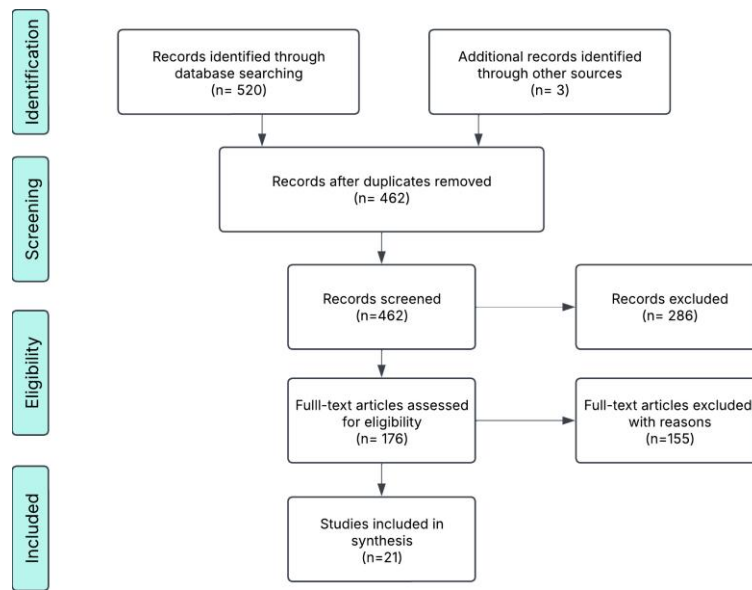 Identification
Records identified through
database searching
(n= 520)
Additional records identified
through other sources
(n= 3)
Screening
Records after duplicates removed
(n= 462)
Records screened
(n=462)
Records excluded
(n= 286)
Eligibility
Fulll-text articles assessed
for eligibility
(n= 176)
Full-text articles excluded
with reasons
(n=155)
Included
Studies included in
synthesis
(n=21)